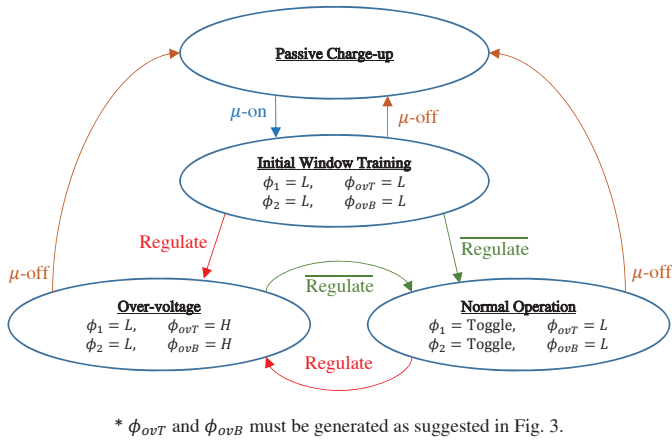 Passive Charge-up
μ-on
μ-off
Initial Window Training
ϕ₁ = L, ϕₒᵥT = L
ϕ₂ = L, ϕₒᵥB = L
Regulate
R̅e̅g̅u̅l̅a̅t̅e̅
μ-off
R̅e̅g̅u̅l̅a̅t̅e̅
μ-off
Over-voltage
ϕ₁ = L, ϕₒᵥT = H
ϕ₂ = L, ϕₒᵥB = H
Normal Operation
ϕ₁ = Toggle, ϕₒᵥT = L
ϕ₂ = Toggle, ϕₒᵥB = L
Regulate
* ϕₒᵥT and ϕₒᵥB must be generated as suggested in Fig. 3.